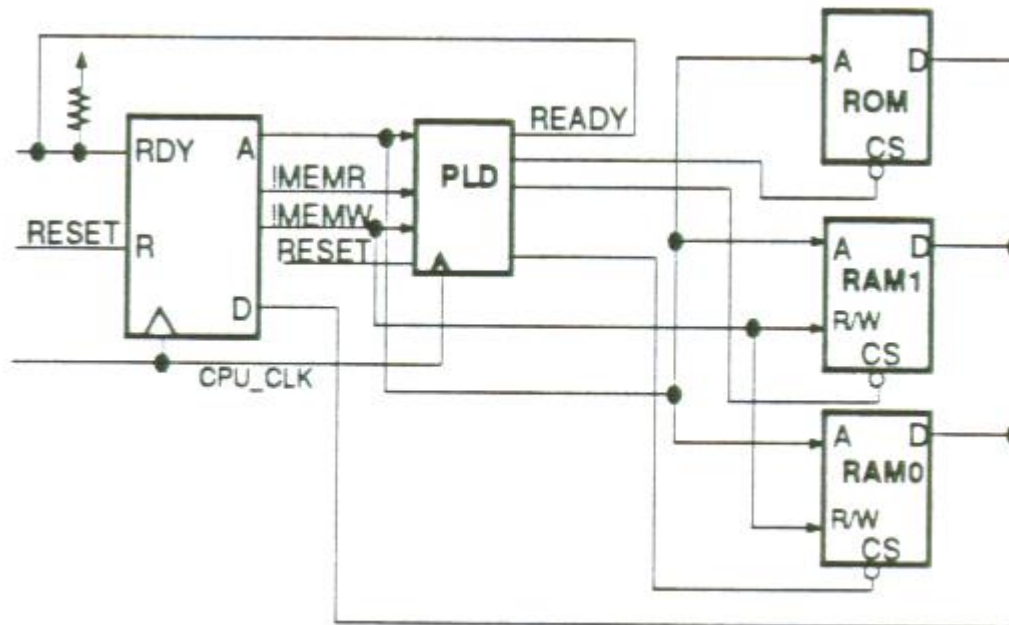 A D
ROM
CS
READY
RDY A
PLD
!MEMR
!MEMW
RESET
R
RESET
D
CPU_CLK
A D
RAM1
R/W
CS
A D
RAM0
R/W
CS